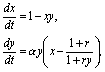 dx/dt = 1 − xy,
dy/dt = αy(x − (1 + r)/(1 + ry)),